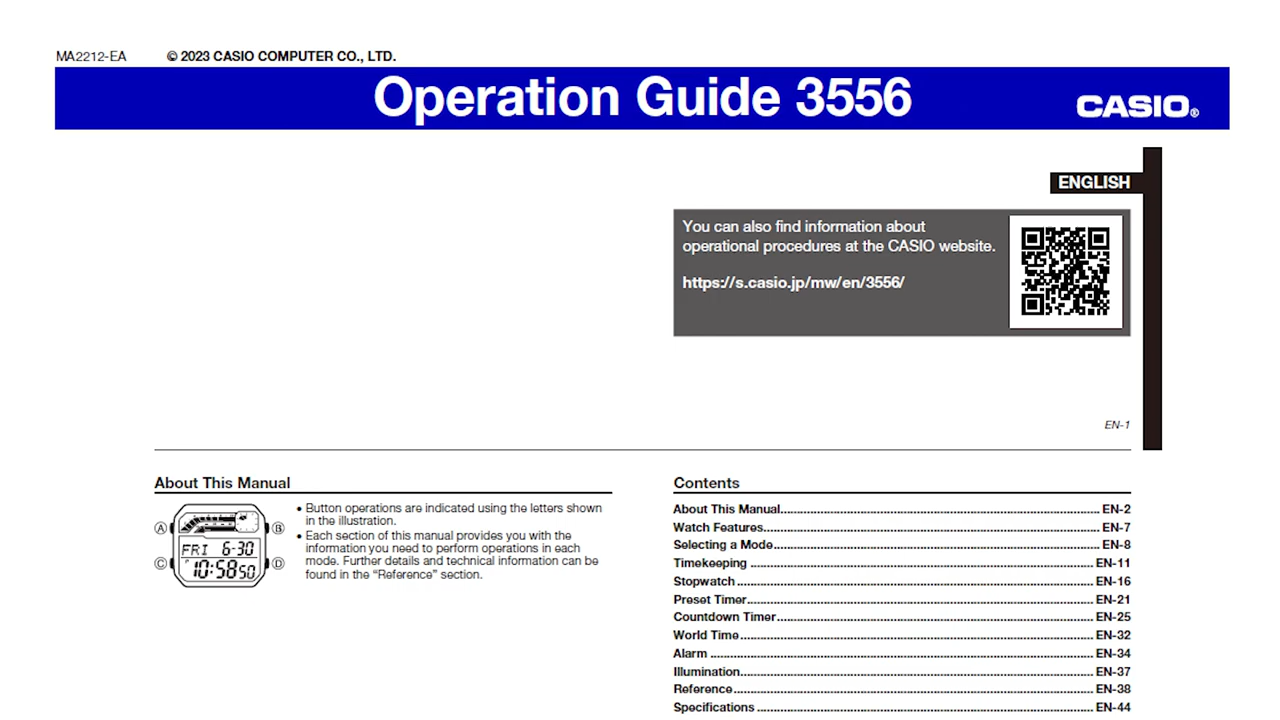 MA2212-EA © 2023 CASIO COMPUTER CO., LTD.
Operation Guide 3556 CASIO®
ENGLISH
You can also find information about
operational procedures at the CASIO website.
https://s.casio.jp/mw/en/3556/
EN-1
About This Manual
A B C D
FRI 6-30
P 10:58 50
• Button operations are indicated using the letters shown
in the illustration.
• Each section of this manual provides you with the
information you need to perform operations in each
mode. Further details and technical information can be
found in the “Reference” section.
Contents
About This Manual EN-2
Watch Features EN-7
Selecting a Mode EN-8
Timekeeping EN-11
Stopwatch EN-16
Preset Timer EN-21
Countdown Timer EN-25
World Time EN-32
Alarm EN-34
Illumination EN-37
Reference EN-38
Specifications EN-44